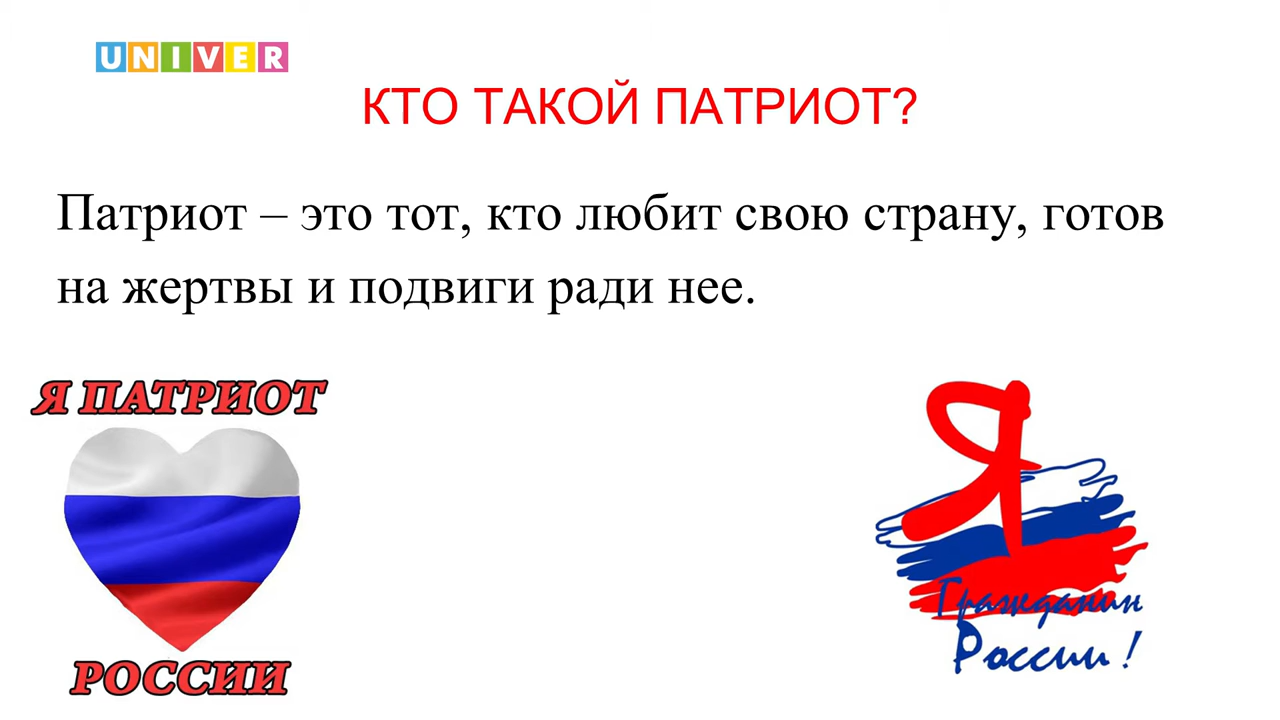 UNIVER
КТО ТАКОЙ ПАТРИОТ?
Патриот – это тот, кто любит свою страну, готов
на жертвы и подвиги ради нее.
Я ПАТРИОТ
РОССИИ
Я
Гражданин
России!